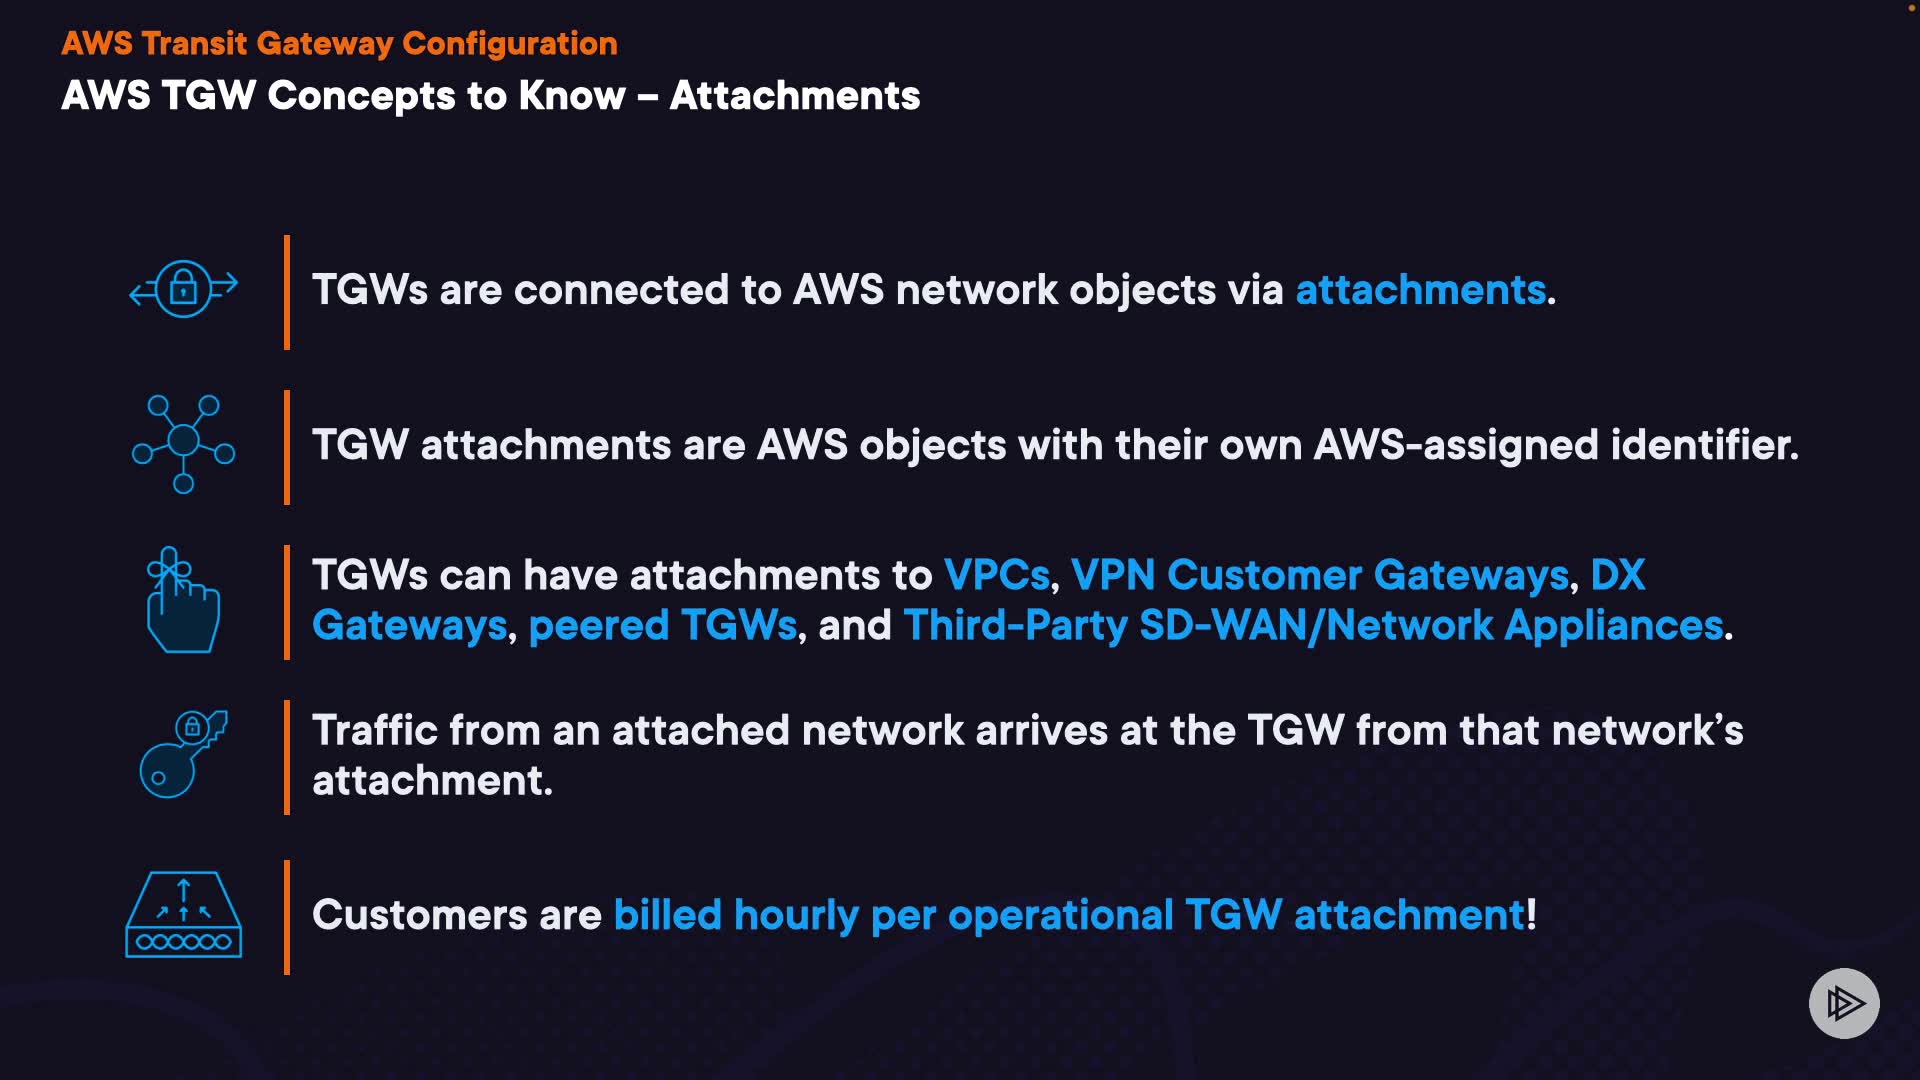 AWS Transit Gateway Configuration
AWS TGW Concepts to Know – Attachments
TGWs are connected to AWS network objects via attachments.
TGW attachments are AWS objects with their own AWS-assigned identifier.
TGWs can have attachments to VPCs, VPN Customer Gateways, DX
Gateways, peered TGWs, and Third-Party SD-WAN/Network Appliances.
Traffic from an attached network arrives at the TGW from that network’s
attachment.
Customers are billed hourly per operational TGW attachment!